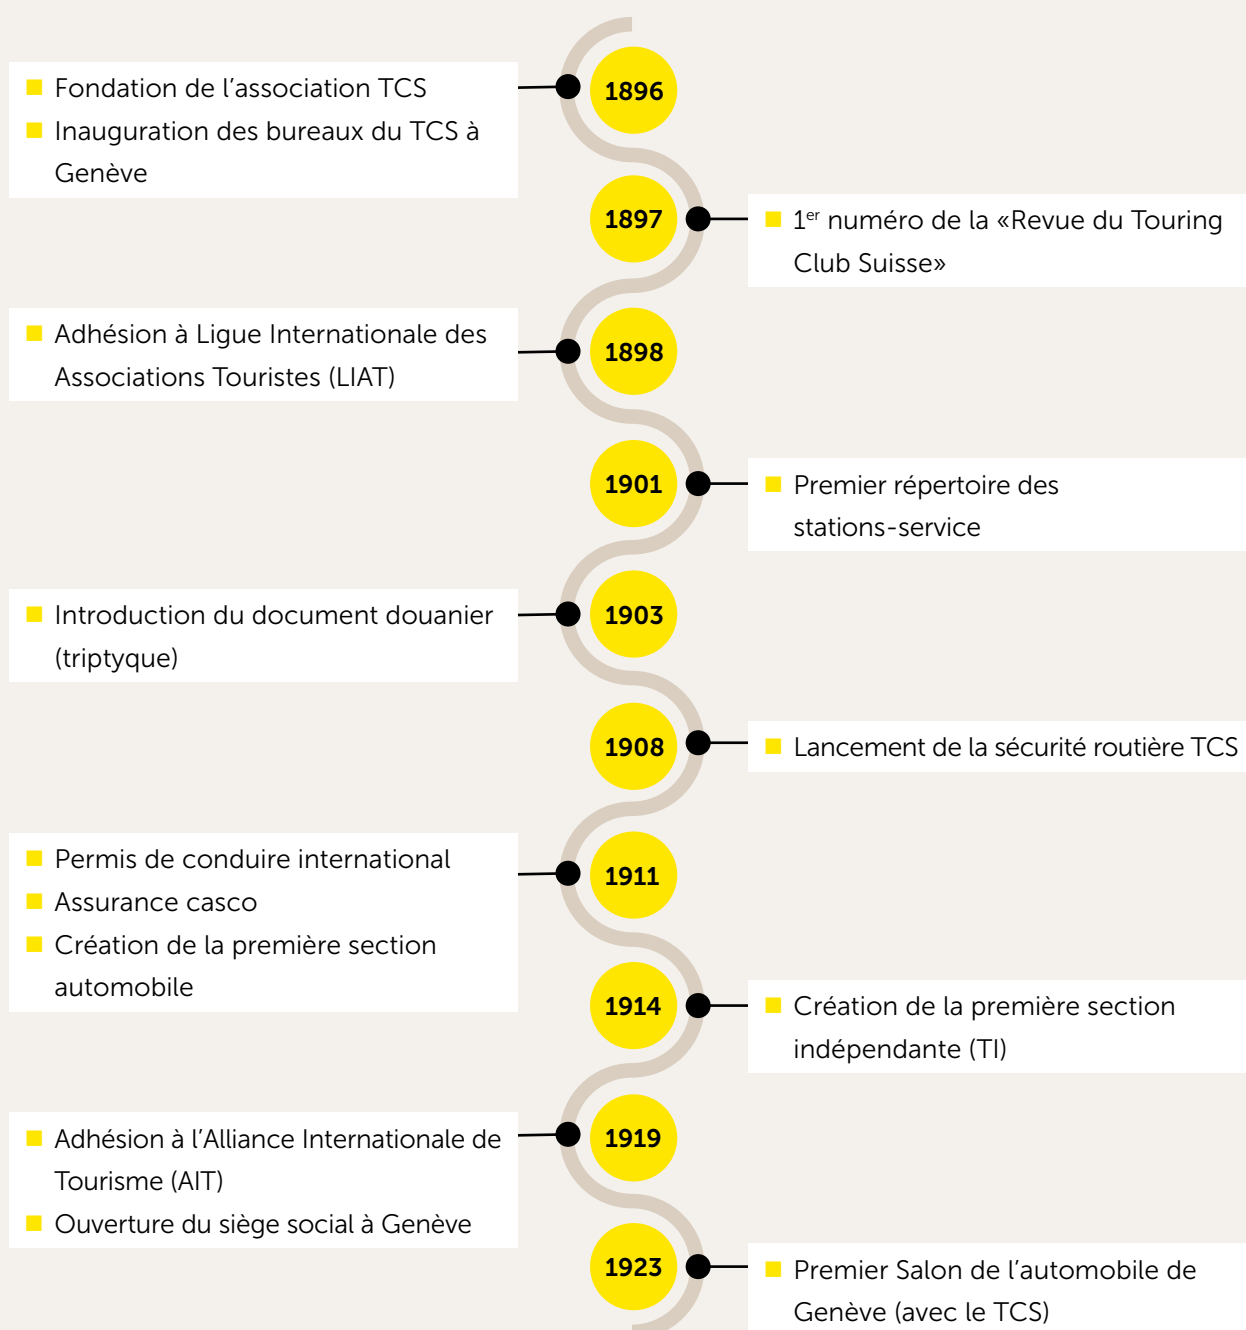 1896
Fondation de l’association TCS
Inauguration des bureaux du TCS à
Genève
1897
1er numéro de la «Revue du Touring
Club Suisse»
1898
Adhésion à Ligue Internationale des
Associations Touristes (LIAT)
1901
Premier répertoire des
stations-service
1903
Introduction du document douanier
(triptyque)
1908
Lancement de la sécurité routière TCS
1911
Permis de conduire international
Assurance casco
Création de la première section
automobile
1914
Création de la première section
indépendante (TI)
1919
Adhésion à l’Alliance Internationale de
Tourisme (AIT)
Ouverture du siège social à Genève
1923
Premier Salon de l’automobile de
Genève (avec le TCS)